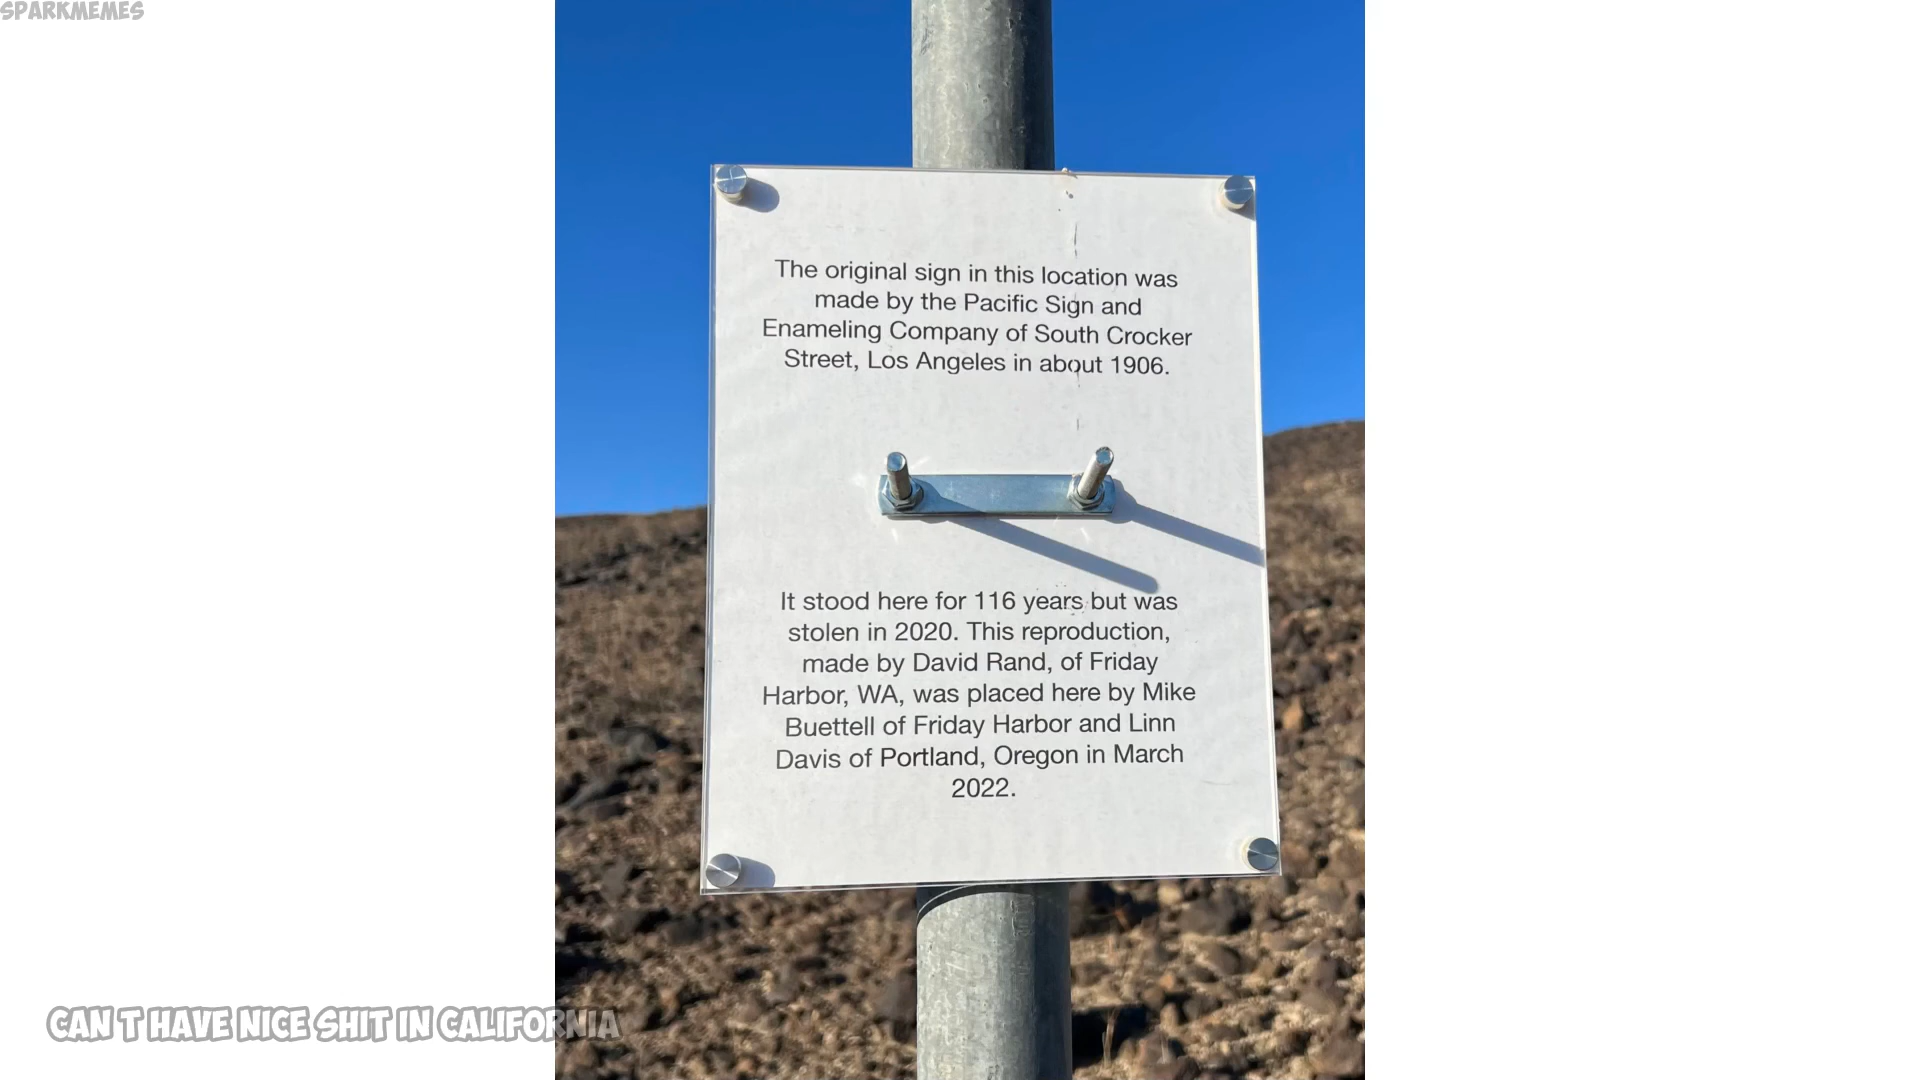 SPARKMEMES
The original sign in this location was
made by the Pacific Sign and
Enameling Company of South Crocker
Street, Los Angeles in about 1906.
It stood here for 116 years but was
stolen in 2020. This reproduction,
made by David Rand, of Friday
Harbor, WA, was placed here by Mike
Buettell of Friday Harbor and Linn
Davis of Portland, Oregon in March
2022.
CAN T HAVE NICE SHIT IN CALIFORNIA